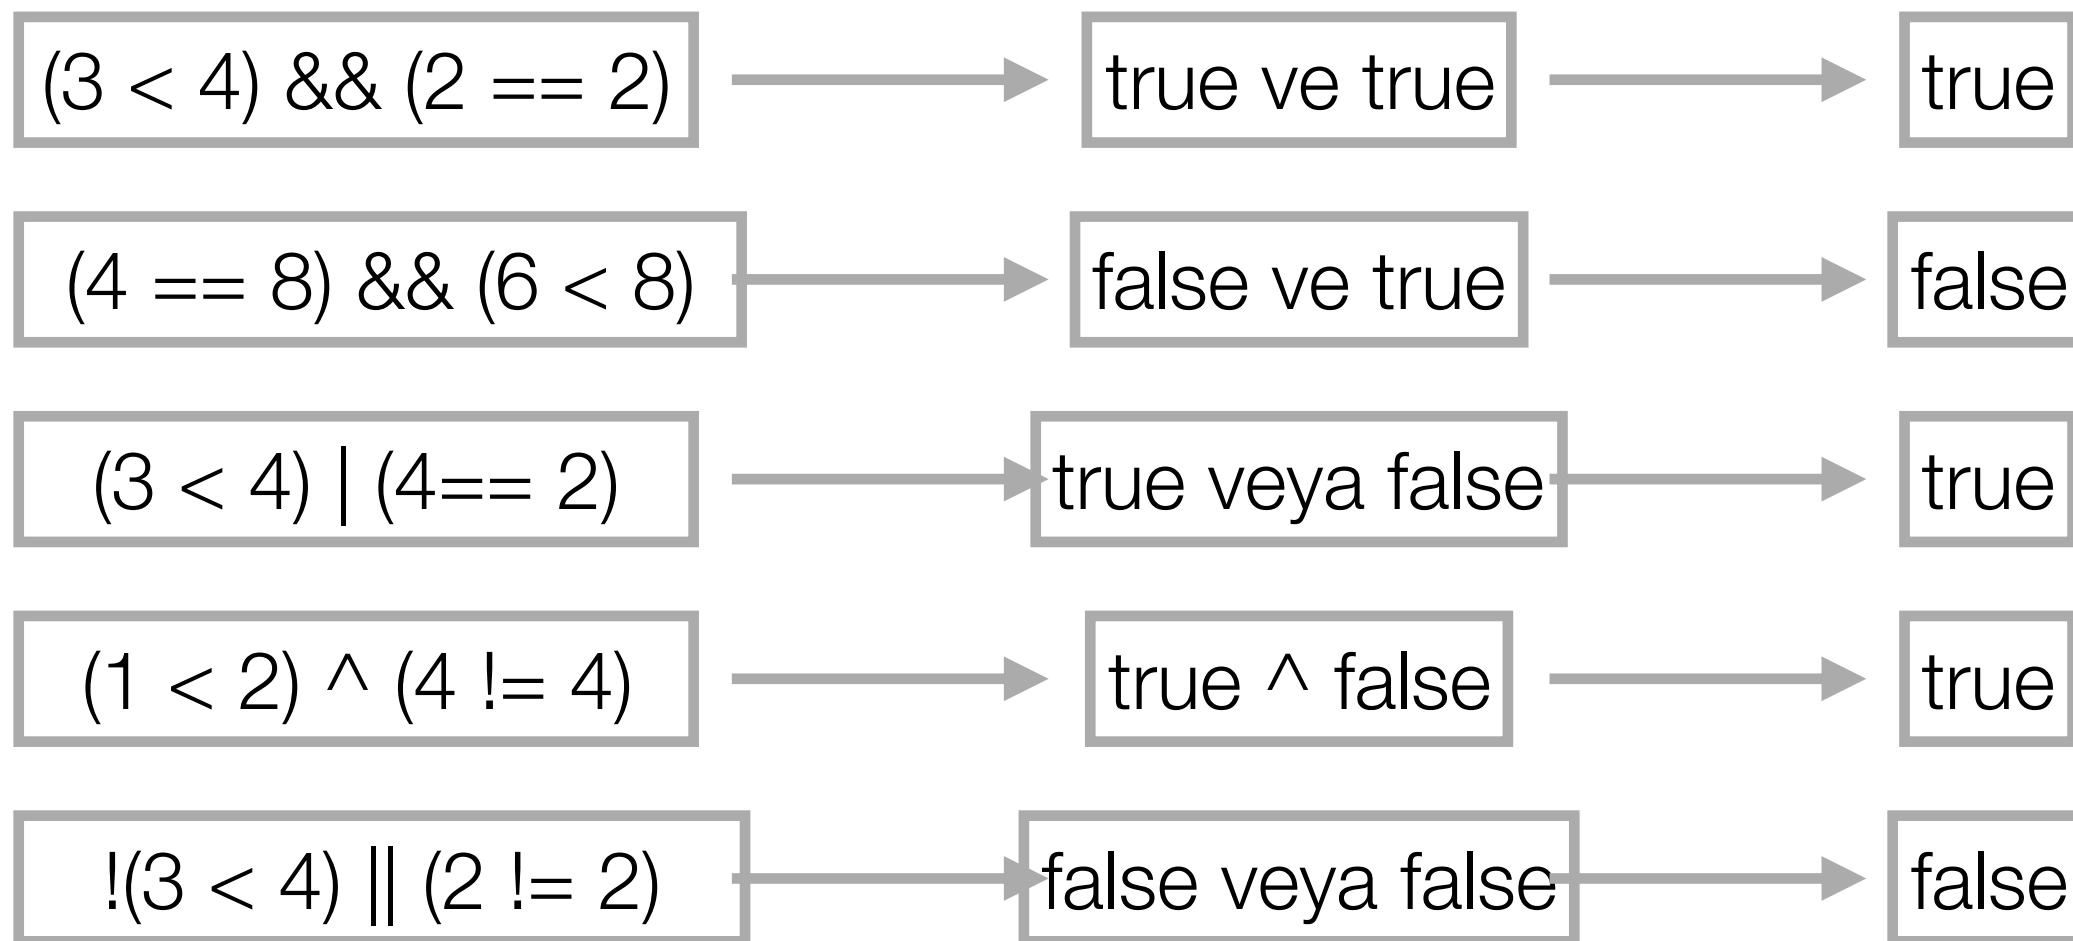 (3 < 4) && (2 == 2) true ve true true
(4 == 8) && (6 < 8) false ve true false
(3 < 4) | (4== 2) true veya false true
(1 < 2) ^ (4 != 4) true ^ false true
!(3 < 4) || (2 != 2) false veya false false